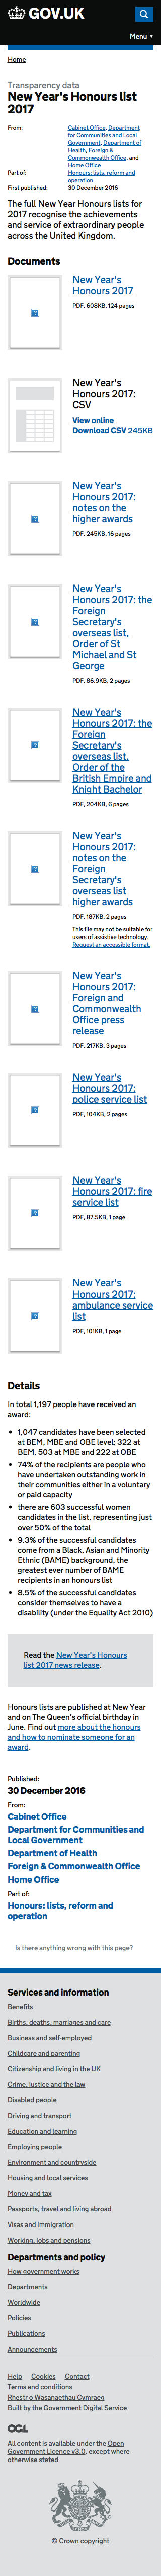 GOV.UK
Menu ▼
Home
Transparency data
New Year's Honours list
2017
From:
Cabinet Office, Department
for Communities and Local
Government, Department of
Health, Foreign &
Commonwealth Office, and
Home Office
Part of:
Honours: lists, reform and
operation
First published:
30 December 2016
The full New Year Honours lists for
2017 recognise the achievements
and service of extraordinary people
across the United Kingdom.
Documents
New Year's
Honours 2017
PDF, 608KB, 124 pages
New Year's
Honours 2017:
CSV
View online
Download CSV 245KB
New Year's
Honours 2017:
notes on the
higher awards
PDF, 245KB, 16 pages
New Year's
Honours 2017: the
Foreign
Secretary's
overseas list,
Order of St
Michael and St
George
PDF, 86.9KB, 2 pages
New Year's
Honours 2017: the
Foreign
Secretary's
overseas list,
Order of the
British Empire and
Knight Bachelor
PDF, 204KB, 6 pages
New Year's
Honours 2017:
notes on the
Foreign
Secretary's
overseas list
higher awards
PDF, 187KB, 2 pages
This file may not be suitable for
users of assistive technology.
Request an accessible format.
New Year's
Honours 2017:
Foreign and
Commonwealth
Office press
release
PDF, 217KB, 3 pages
New Year's
Honours 2017:
police service list
PDF, 104KB, 2 pages
New Year's
Honours 2017: fire
service list
PDF, 87.5KB, 1 page
New Year's
Honours 2017:
ambulance service
list
PDF, 101KB, 1 page
Details
In total 1,197 people have received an
award:
• 1,047 candidates have been selected
at BEM, MBE and OBE level; 322 at
BEM, 503 at MBE and 222 at OBE
• 74% of the recipients are people who
have undertaken outstanding work in
their communities either in a voluntary
or paid capacity
• there are 603 successful women
candidates in the list, representing just
over 50% of the total
• 9.3% of the successful candidates
come from a Black, Asian and Minority
Ethnic (BAME) background, the
greatest ever number of BAME
recipients in an honours list
• 8.5% of the successful candidates
consider themselves to have a
disability (under the Equality Act 2010)
Read the New Year's Honours
list 2017 news release.
Honours lists are published at New Year
and on The Queen's official birthday in
June. Find out more about the honours
and how to nominate someone for an
award.
Published:
30 December 2016
From:
Cabinet Office
Department for Communities and
Local Government
Department of Health
Foreign & Commonwealth Office
Home Office
Part of:
Honours: lists, reform and
operation
Is there anything wrong with this page?
Services and information
Benefits
Births, deaths, marriages and care
Business and self-employed
Childcare and parenting
Citizenship and living in the UK
Crime, justice and the law
Disabled people
Driving and transport
Education and learning
Employing people
Environment and countryside
Housing and local services
Money and tax
Passports, travel and living abroad
Visas and immigration
Working, jobs and pensions
Departments and policy
How government works
Departments
Worldwide
Policies
Publications
Announcements
Help Cookies Contact
Terms and conditions
Rhestr o Wasanaethau Cymraeg
Built by the Government Digital Service
OGL
All content is available under the Open
Government Licence v3.0, except where
otherwise stated
© Crown copyright